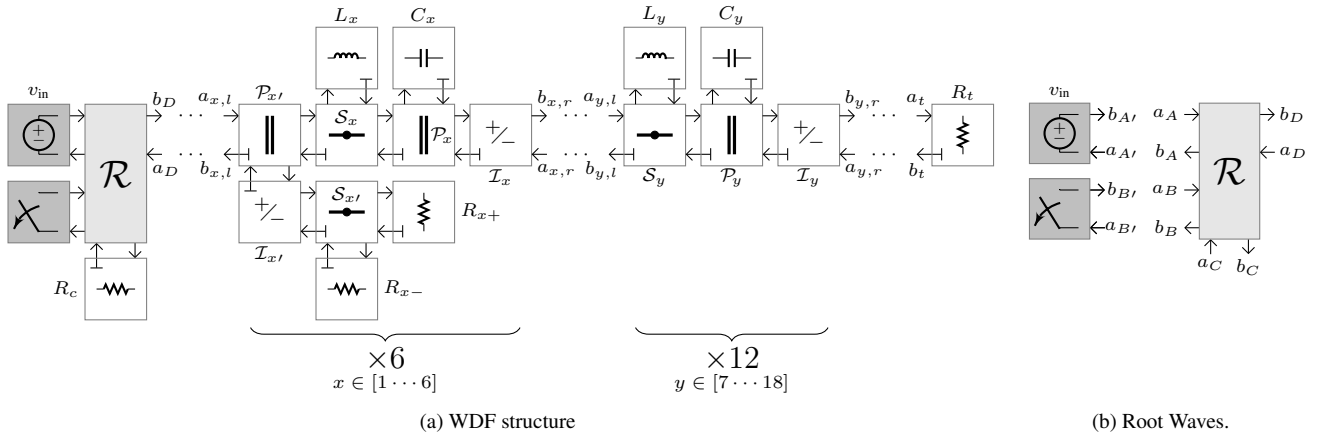 L_x C_x L_y C_y
v_in b_D ··· a_{x,l} P_{x′} S_x P_x b_{x,r} ··· a_{y,l} b_{y,r} ··· a_t R_t v_in
+ − R +/− + −
a_D ··· b_{x,l} I_x a_{x,r} ··· b_{y,l} S_y P_y I_y a_{y,r} ··· b_t
+/− S_{x′} R_{x+}
I_{x′}
R_c R_{x−}
b_{A′} a_A b_D
a_{A′} b_A R a_D
b_{B′} a_B
a_{B′} b_B
a_C b_C
×6 ×12
x ∈ [1 ··· 6] y ∈ [7 ··· 18]
(a) WDF structure (b) Root Waves.